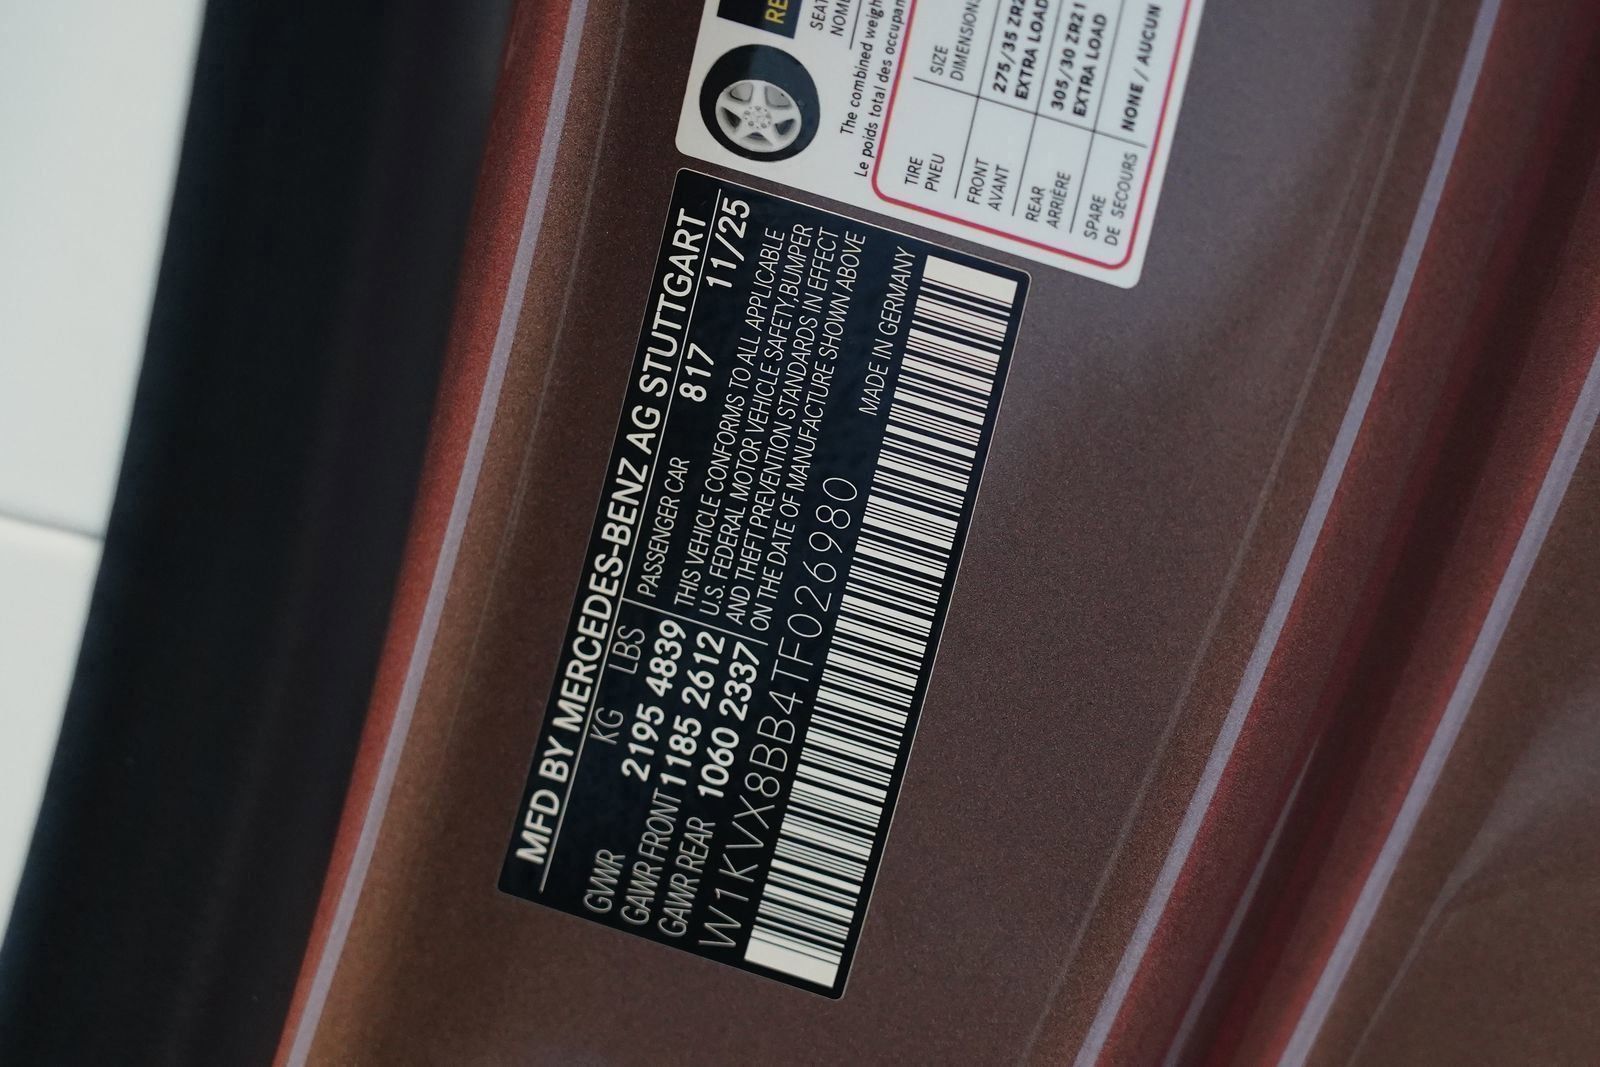 MFD BY MERCEDES-BENZ AG STUTTGART
KG LBS PASSENGER CAR 817 11/25
GVWR 2195 4839
GAWR FRONT 1185 2612
GAWR REAR 1060 2337
THIS VEHICLE CONFORMS TO ALL APPLICABLE
U.S. FEDERAL MOTOR VEHICLE SAFETY,BUMPER
AND THEFT PREVENTION STANDARDS IN EFFECT
ON THE DATE OF MANUFACTURE SHOWN ABOVE
W1KVX8BB4TF026980 MADE IN GERMANY
The combined
Le poids total des
TIRE SIZE
PNEU DIMENSIONS
FRONT 275/35
AVANT EXTRA LOAD
REAR 305/30 ZR21
ARRIÈRE EXTRA LOAD
SPARE NONE / AUCUN
DE SECOURS